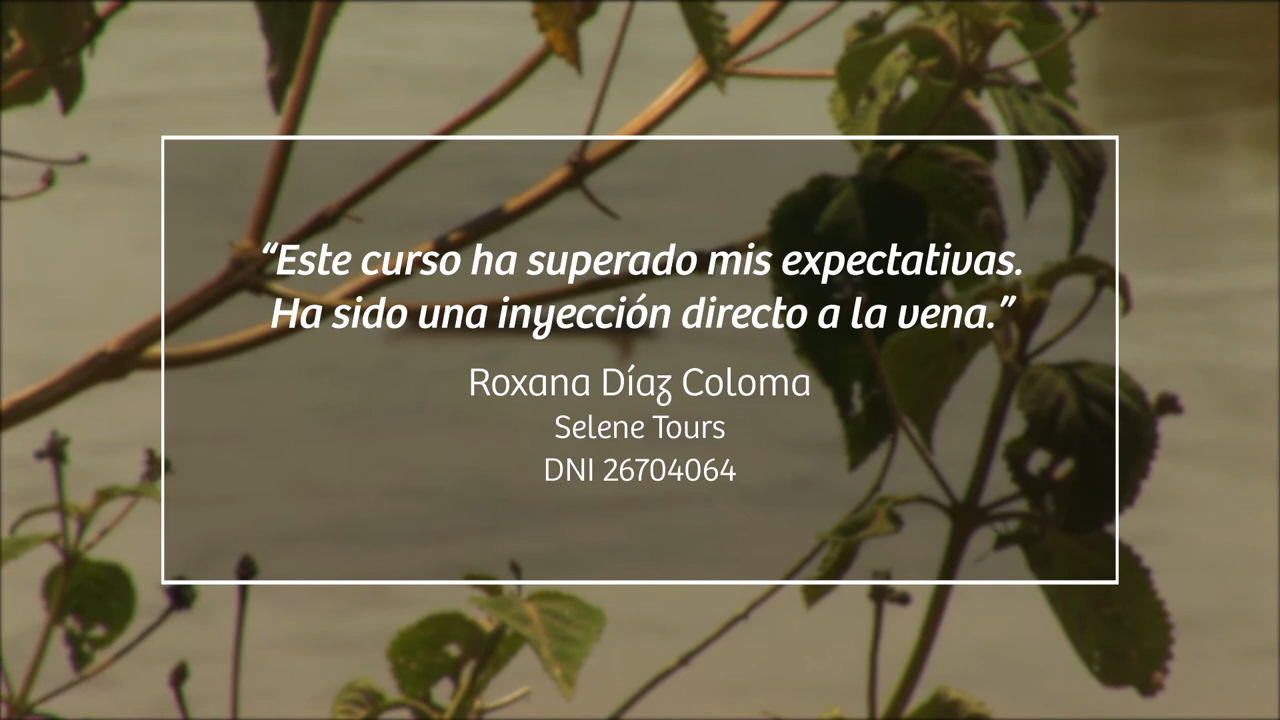 “Este curso ha superado mis expectativas.
Ha sido una inyección directo a la vena.”
Roxana Díaz Coloma
Selene Tours
DNI 26704064